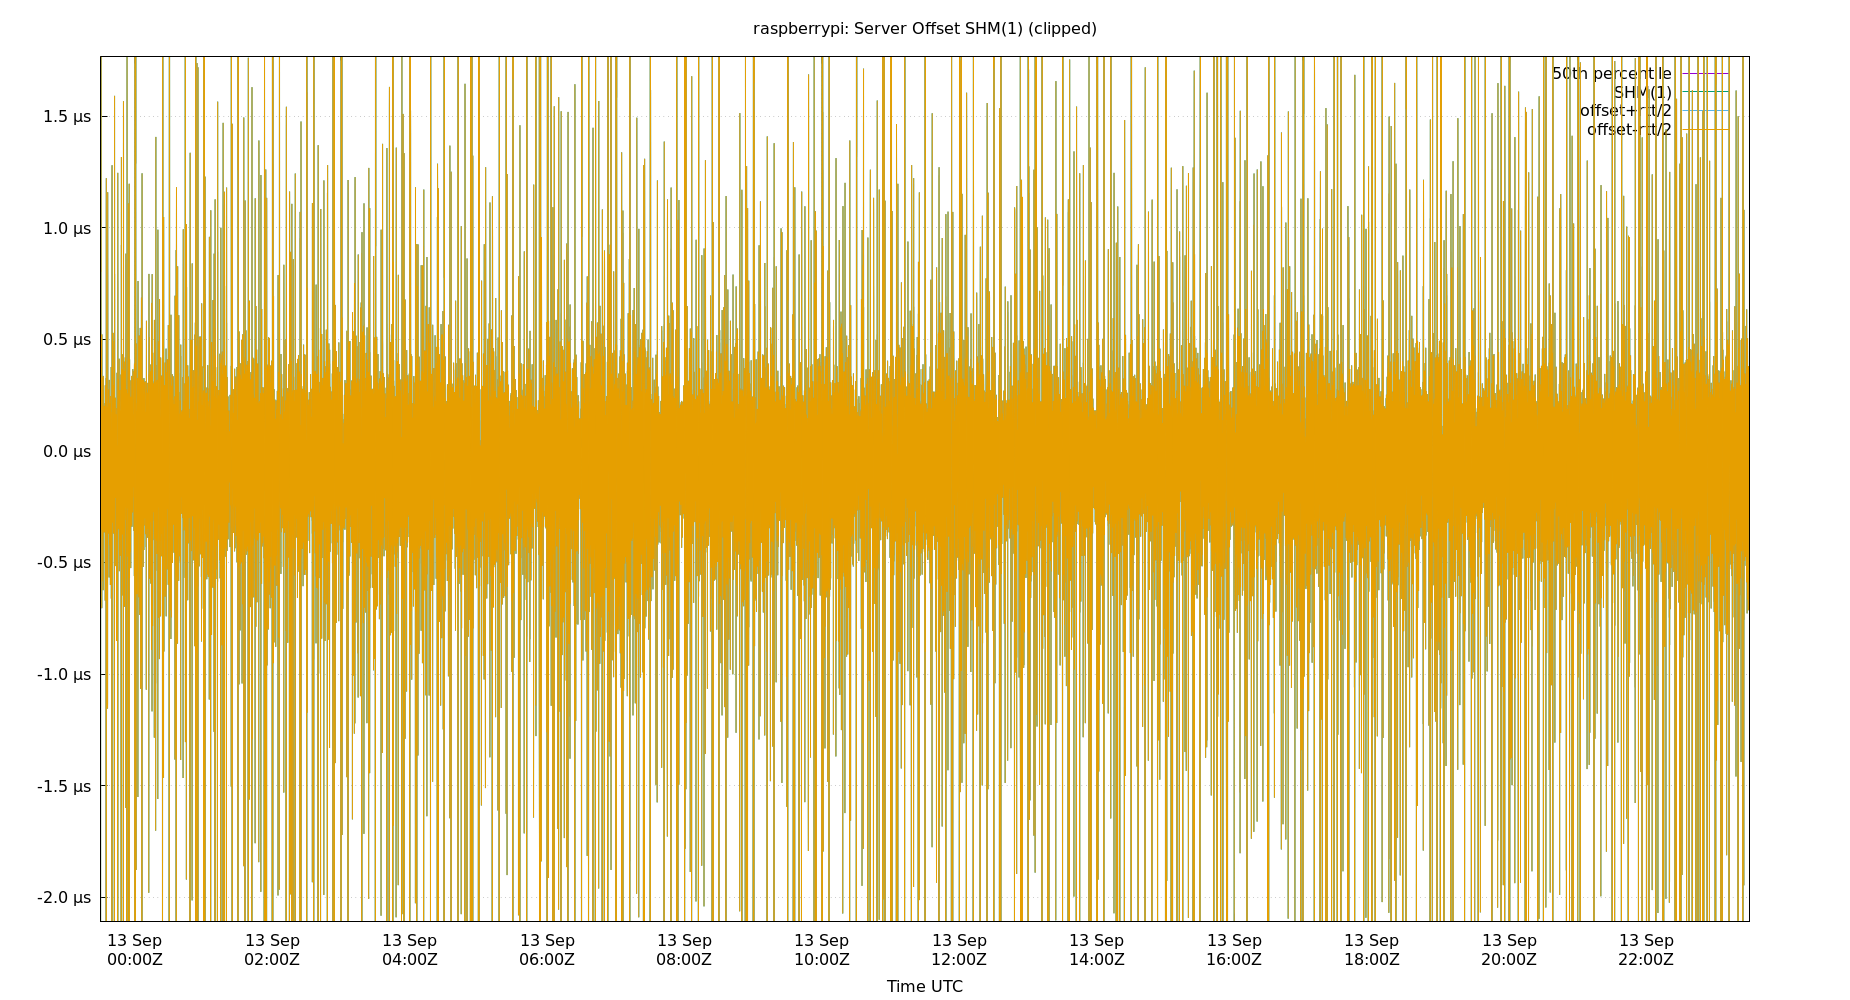 raspberrypi: Server Offset SHM(1) (clipped)
50th percentile
SHM(1)
offset+rtt/2
offset-rtt/2
1.5 µs
1.0 µs
0.5 µs
0.0 µs
-0.5 µs
-1.0 µs
-1.5 µs
-2.0 µs
13 Sep 13 Sep 13 Sep 13 Sep 13 Sep 13 Sep 13 Sep 13 Sep 13 Sep 13 Sep 13 Sep 13 Sep
00:00Z 02:00Z 04:00Z 06:00Z 08:00Z 10:00Z 12:00Z 14:00Z 16:00Z 18:00Z 20:00Z 22:00Z
Time UTC